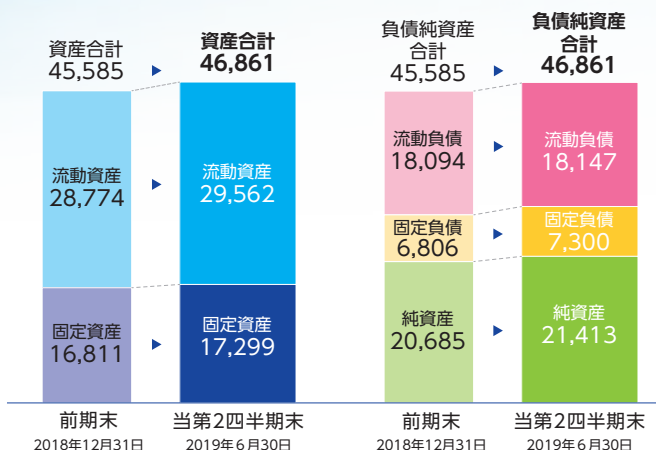 資産合計
45,585
資産合計
46,861
流動資産
28,774
流動資産
29,562
固定資産
16,811
固定資産
17,299
前期末
2018年12月31日
当第2四半期末
2019年6月30日
負債純資産
合計
45,585
負債純資産
合計
46,861
流動負債
18,094
流動負債
18,147
固定負債
6,806
固定負債
7,300
純資産
20,685
純資産
21,413
前期末
2018年12月31日
当第2四半期末
2019年6月30日